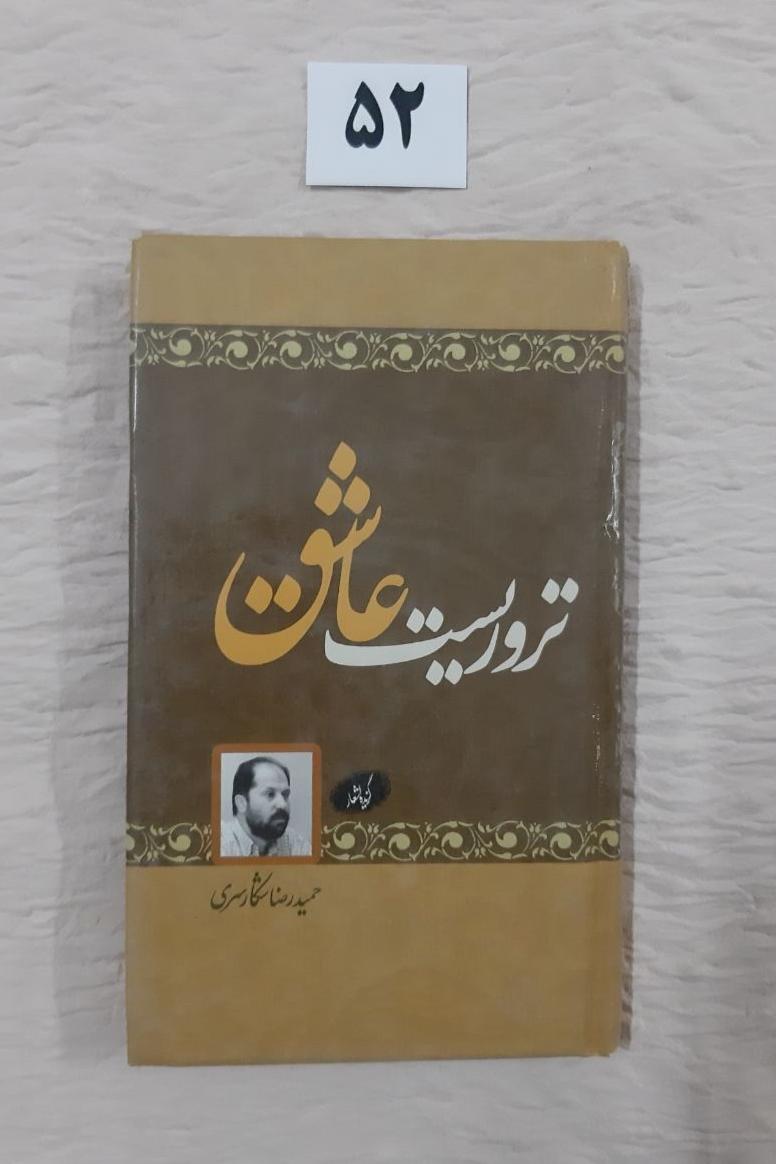 ۵۲
تروریست عاشق
گزیده اشعار
حمیدرضا شکارسری